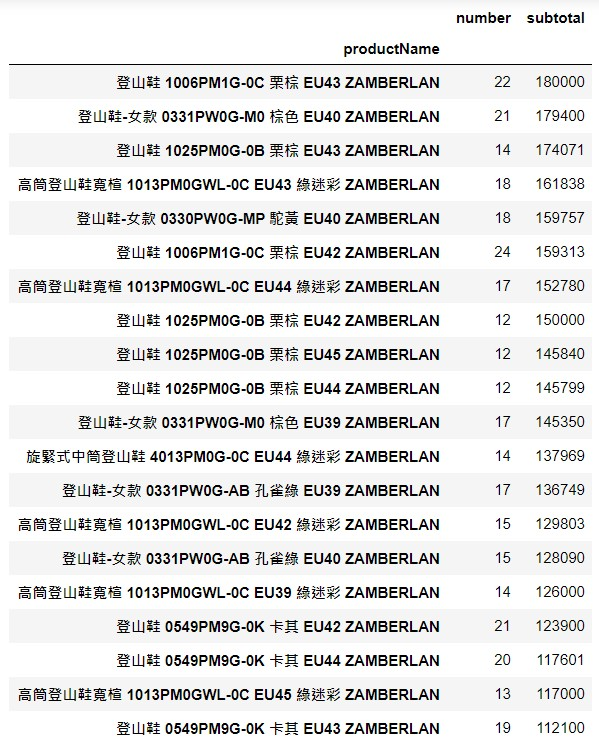 number subtotal
productName
登山鞋 1006PM1G-0C 栗棕 EU43 ZAMBERLAN 22 180000
登山鞋-女款 0331PW0G-M0 棕色 EU40 ZAMBERLAN 21 179400
登山鞋 1025PM0G-0B 栗棕 EU43 ZAMBERLAN 14 174071
高筒登山鞋寬楦 1013PM0GWL-0C EU43 綠迷彩 ZAMBERLAN 18 161838
登山鞋-女款 0330PW0G-MP 駝黃 EU40 ZAMBERLAN 18 159757
登山鞋 1006PM1G-0C 栗棕 EU42 ZAMBERLAN 24 159313
高筒登山鞋寬楦 1013PM0GWL-0C EU44 綠迷彩 ZAMBERLAN 17 152780
登山鞋 1025PM0G-0B 栗棕 EU42 ZAMBERLAN 12 150000
登山鞋 1025PM0G-0B 栗棕 EU45 ZAMBERLAN 12 145840
登山鞋 1025PM0G-0B 栗棕 EU44 ZAMBERLAN 12 145799
登山鞋-女款 0331PW0G-M0 棕色 EU39 ZAMBERLAN 17 145350
旋緊式中筒登山鞋 4013PM0G-0C EU44 綠迷彩 ZAMBERLAN 14 137969
登山鞋-女款 0331PW0G-AB 孔雀綠 EU39 ZAMBERLAN 17 136749
高筒登山鞋寬楦 1013PM0GWL-0C EU42 綠迷彩 ZAMBERLAN 15 129803
登山鞋-女款 0331PW0G-AB 孔雀綠 EU40 ZAMBERLAN 15 128090
高筒登山鞋寬楦 1013PM0GWL-0C EU39 綠迷彩 ZAMBERLAN 14 126000
登山鞋 0549PM9G-0K 卡其 EU42 ZAMBERLAN 21 123900
登山鞋 0549PM9G-0K 卡其 EU44 ZAMBERLAN 20 117601
高筒登山鞋寬楦 1013PM0GWL-0C EU45 綠迷彩 ZAMBERLAN 13 117000
登山鞋 0549PM9G-0K 卡其 EU43 ZAMBERLAN 19 112100